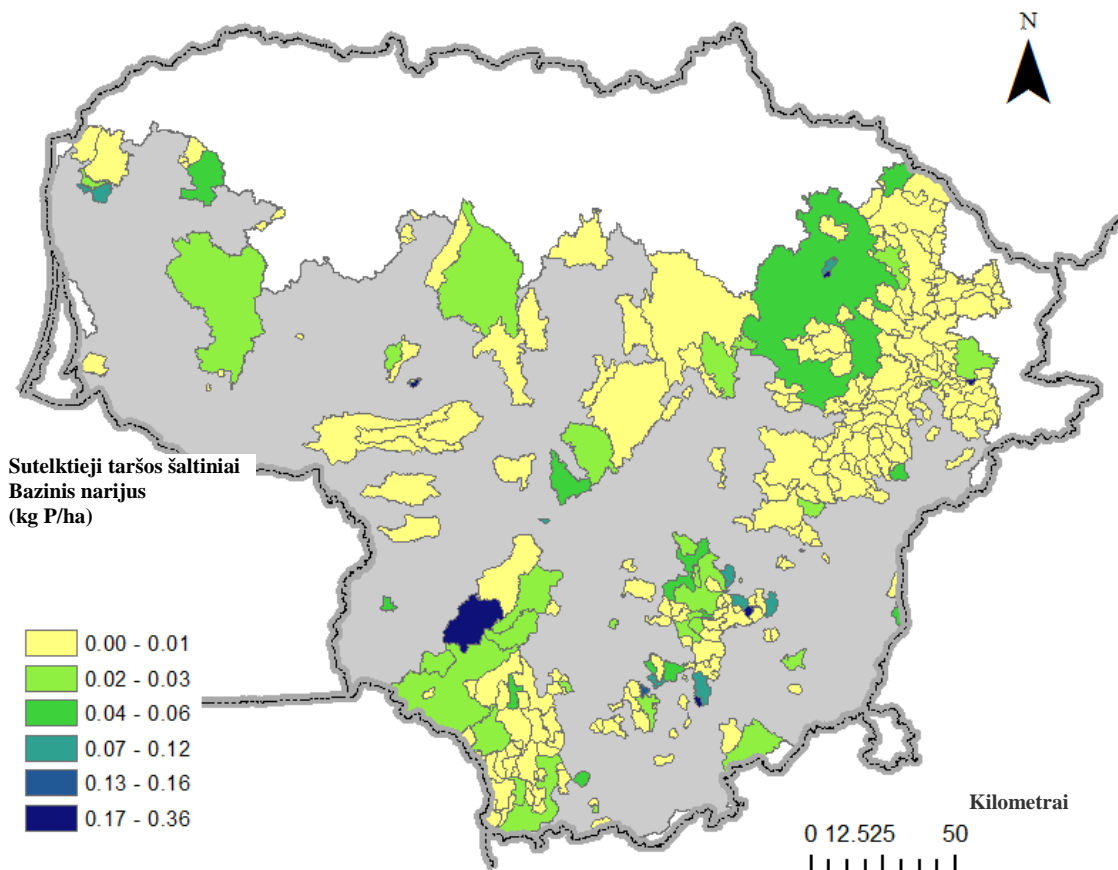 N
Sutelktieji taršos šaltiniai
Bazinis narijus
(kg P/ha)
0.00 - 0.01
0.02 - 0.03
0.04 - 0.06
0.07 - 0.12
0.13 - 0.16
0.17 - 0.36
Kilometrai
0 12.525 50